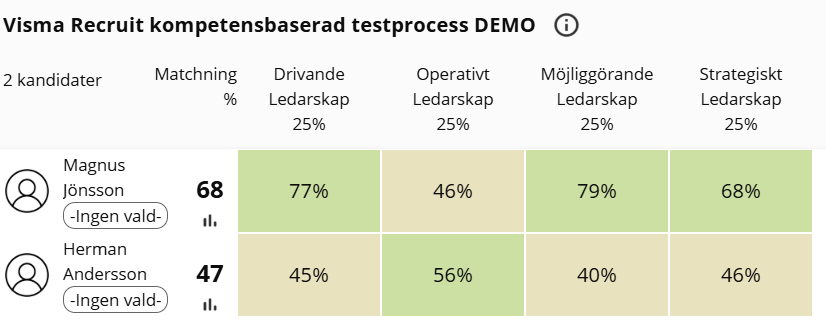 Visma Recruit kompetensbaserad testprocess DEMO
2 kandidater
Matchning
%
Drivande
Ledarskap
25%
Operativt
Ledarskap
25%
Möjliggörande
Ledarskap
25%
Strategiskt
Ledarskap
25%
Magnus
Jönsson
-Ingen vald-
68
77%
46%
79%
68%
Herman
Andersson
-Ingen vald-
47
45%
56%
40%
46%